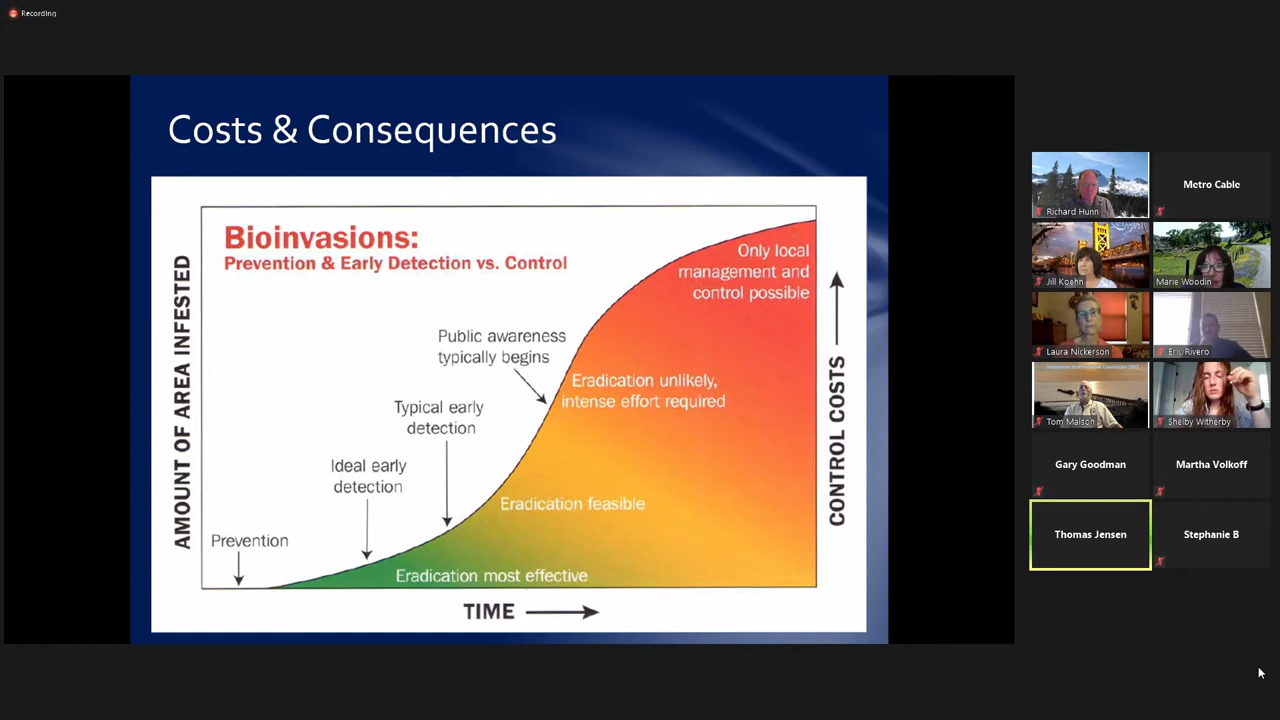 Recording
Costs & Consequences
Bioinvasions:
Prevention & Early Detection vs. Control
AMOUNT OF AREA INFESTED
Only local
management and
control possible
Public awareness
typically begins
Eradication unlikely,
intense effort required
Typical early
detection
CONTROL COSTS
Ideal early
detection
Eradication feasible
Prevention
Eradication most effective
TIME
Richard Hunn
Metro Cable
Jill Koehn
Marie Woodin
Laura Nickerson
Eric Rivero
Tom Malson
Shelby Witherby
Gary Goodman
Martha Volkoff
Thomas Jensen
Stephanie B